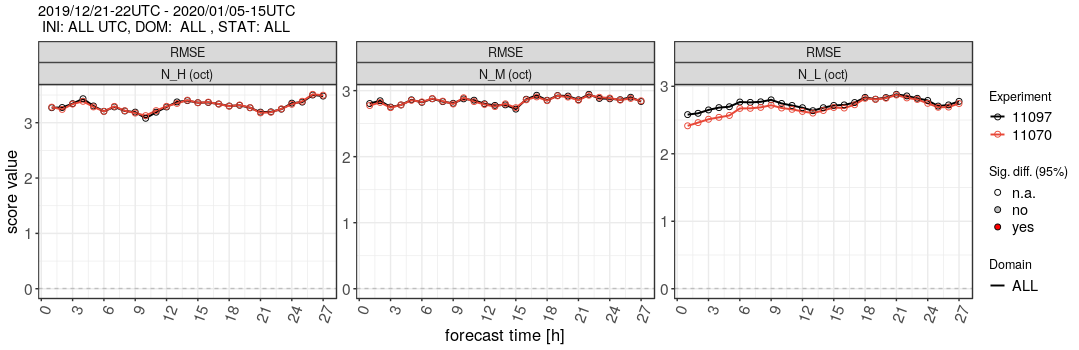 2019/12/21-22UTC - 2020/01/05-15UTC
INI: ALL UTC, DOM:  ALL , STAT: ALL
RMSE
RMSE
RMSE
N_H (oct)
N_M (oct)
N_L (oct)
score value
3
2
1
0
3
2
1
0
3
2
1
0
0 3 6 9 12 15 18 21 24 27
0 3 6 9 12 15 18 21 24 27
0 3 6 9 12 15 18 21 24 27
forecast time [h]
Experiment
11097
11070
Sig. diff. (95%)
n.a.
no
yes
Domain
ALL